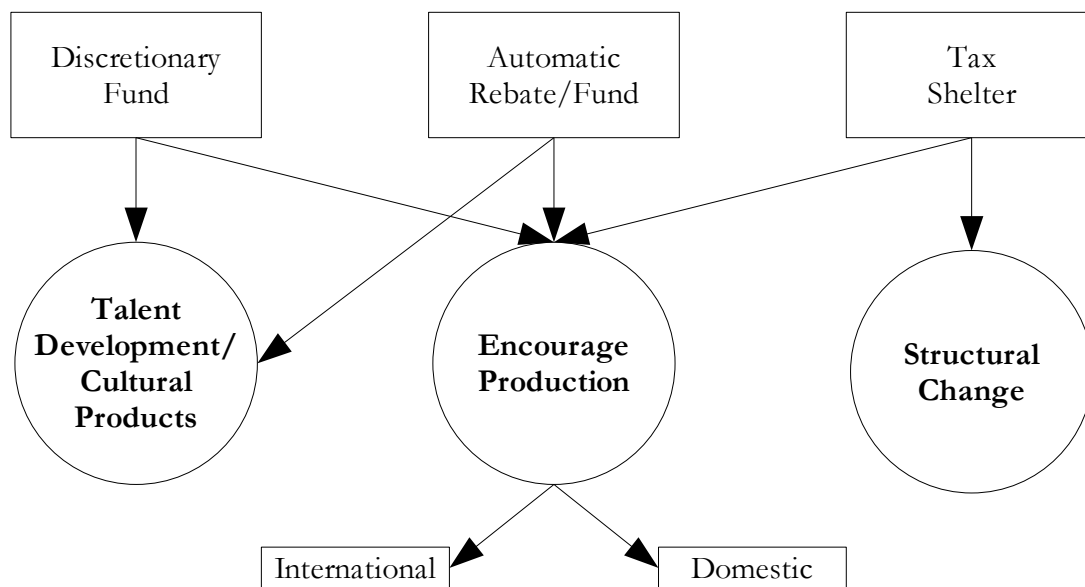 Discretionary
Fund
Automatic
Rebate/Fund
Tax
Shelter
Talent
Development/
Cultural
Products
Encourage
Production
Structural
Change
International
Domestic